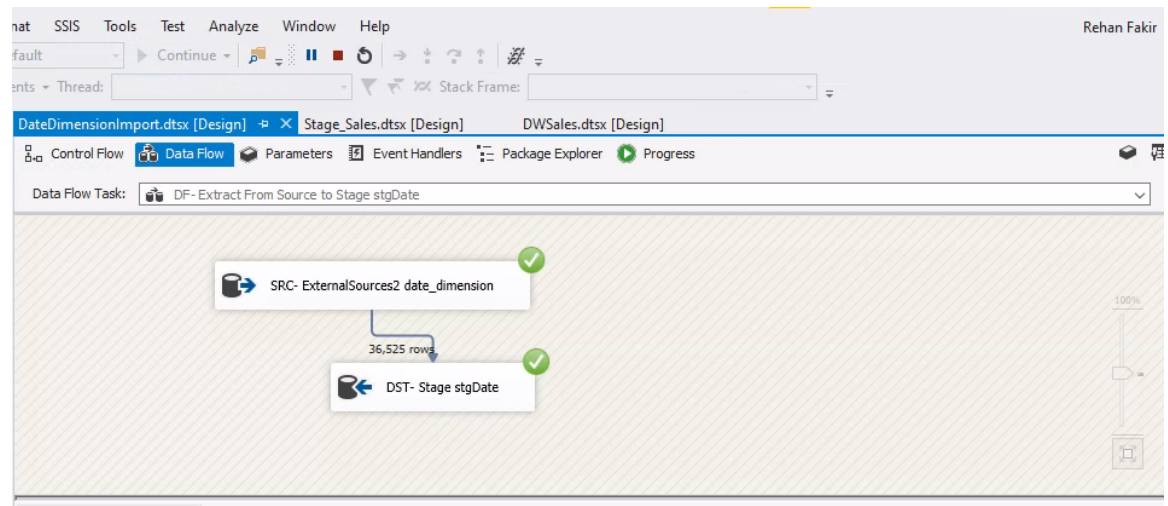 nat SSIS Tools Test Analyze Window Help Rehan Fakir
fault Continue
ents Thread: Stack Frame:
DateDimensionImport.dtsx [Design] Stage_Sales.dtsx [Design] DWSales.dtsx [Design]
Control Flow Data Flow Parameters Event Handlers Package Explorer Progress
Data Flow Task: DF- Extract From Source to Stage stgDate
SRC- ExternalSources2 date_dimension
100%
36,525 rows
DST- Stage stgDate